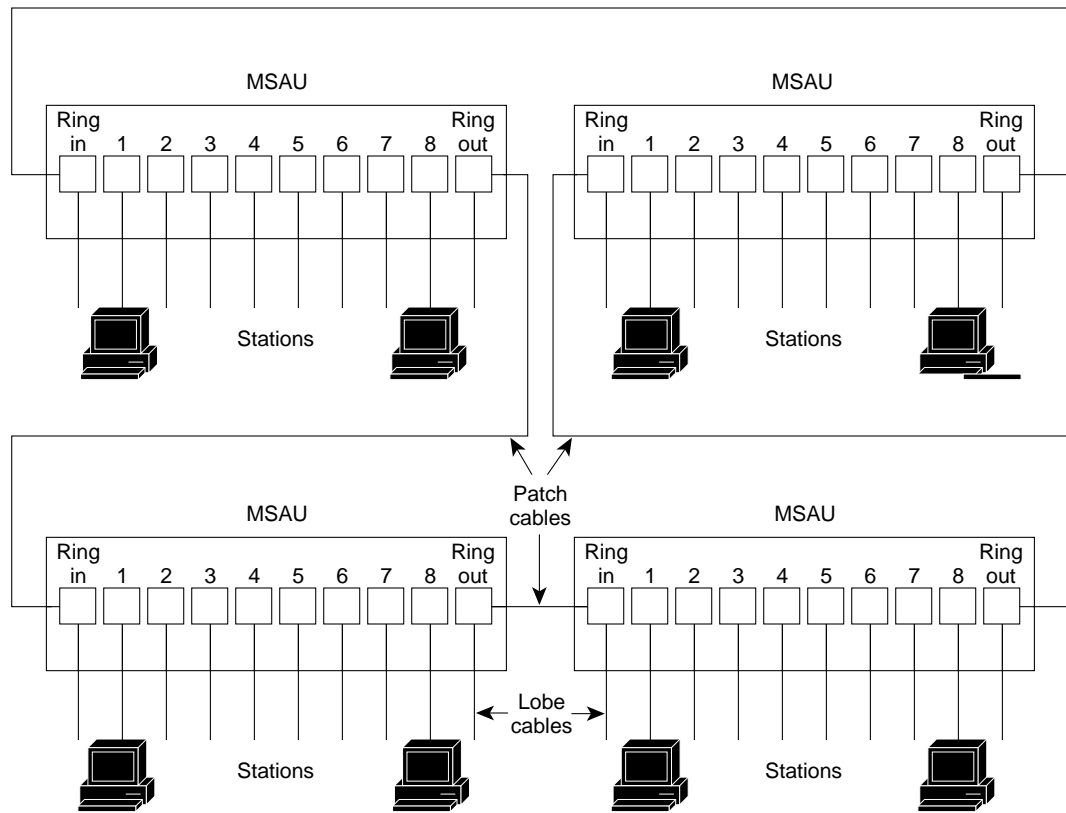 MSAU MSAU
Ring Ring Ring Ring
in 1 2 3 4 5 6 7 8 out in 1 2 3 4 5 6 7 8 out
Stations Stations
Patch
cables
MSAU MSAU
Ring Ring Ring Ring
in 1 2 3 4 5 6 7 8 out in 1 2 3 4 5 6 7 8 out
Lobe
cables
Stations Stations